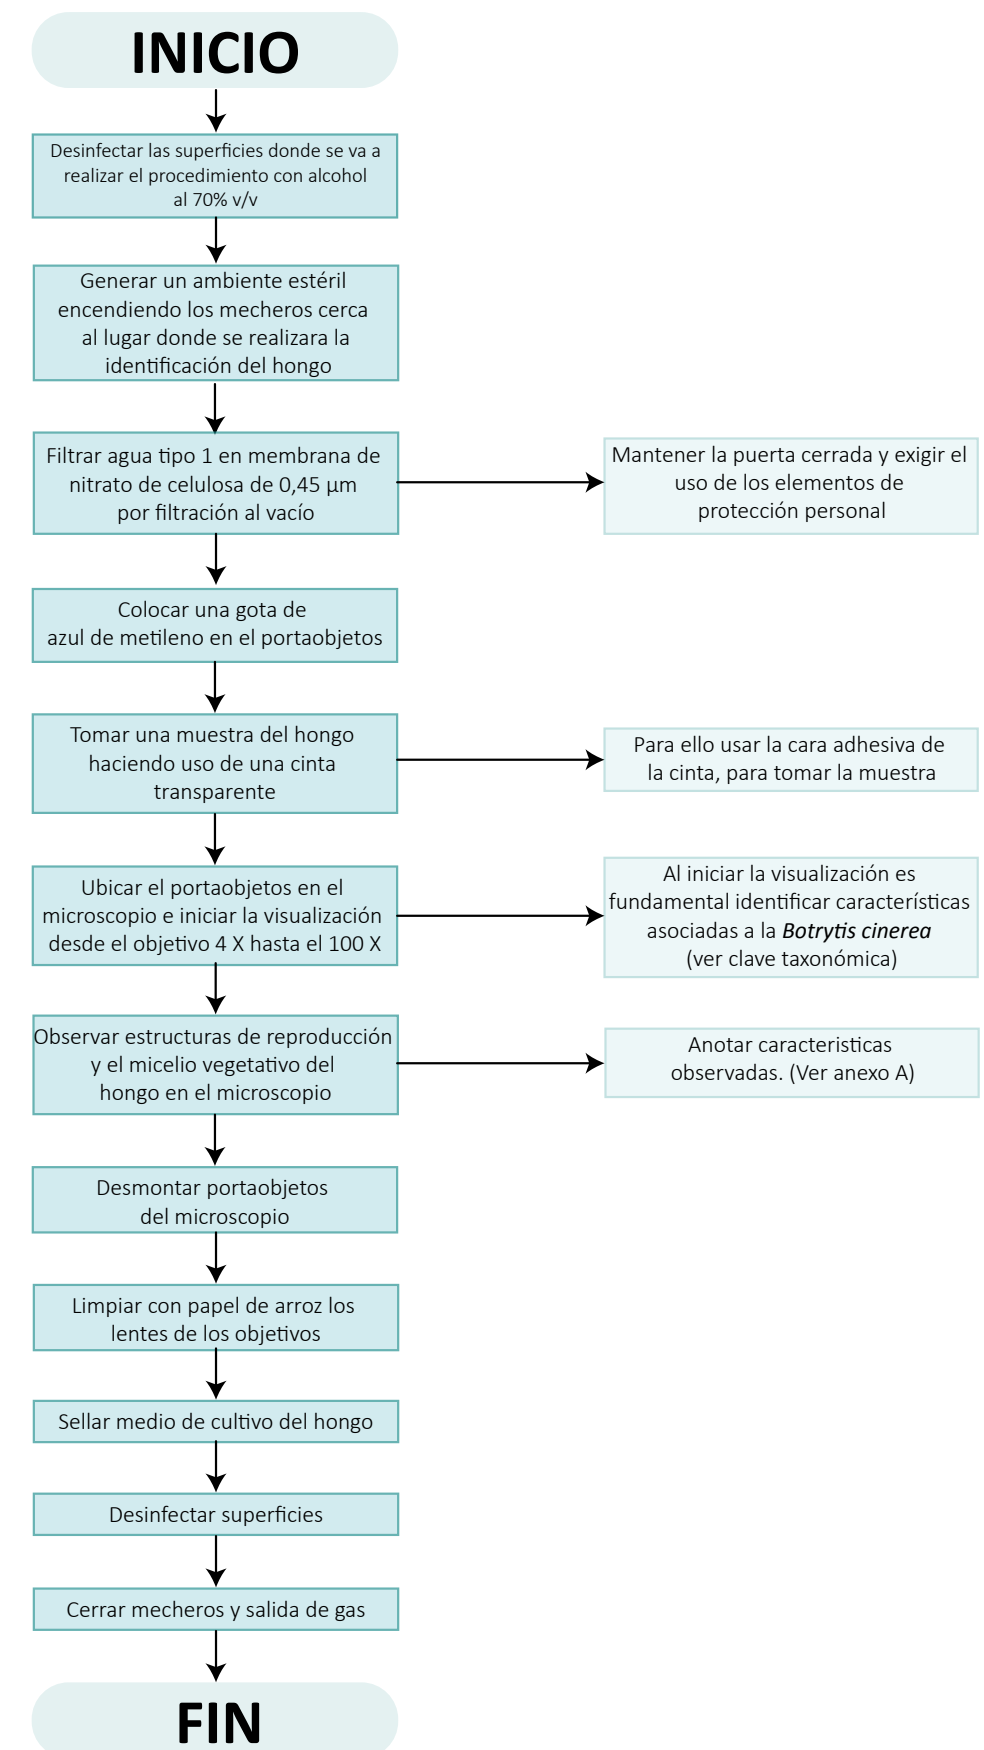 INICIO
Desinfectar las superficies donde se va a
realizar el procedimiento con alcohol
al 70% v/v
Generar un ambiente estéril
encendiendo los mecheros cerca
al lugar donde se realizara la
identificación del hongo
Filtrar agua tipo 1 en membrana de
nitrato de celulosa de 0,45 µm
por filtración al vacío
Mantener la puerta cerrada y exigir el
uso de los elementos de
protección personal
Colocar una gota de
azul de metileno en el portaobjetos
Tomar una muestra del hongo
haciendo uso de una cinta
transparente
Para ello usar la cara adhesiva de
la cinta, para tomar la muestra
Ubicar el portaobjetos en el
microscopio e iniciar la visualización
desde el objetivo 4 X hasta el 100 X
Al iniciar la visualización es
fundamental identificar características
asociadas a la Botrytis cinerea
(ver clave taxonómica)
Observar estructuras de reproducción
y el micelio vegetativo del
hongo en el microscopio
Anotar caracteristicas
observadas. (Ver anexo A)
Desmontar portaobjetos
del microscopio
Limpiar con papel de arroz los
lentes de los objetivos
Sellar medio de cultivo del hongo
Desinfectar superficies
Cerrar mecheros y salida de gas
FIN